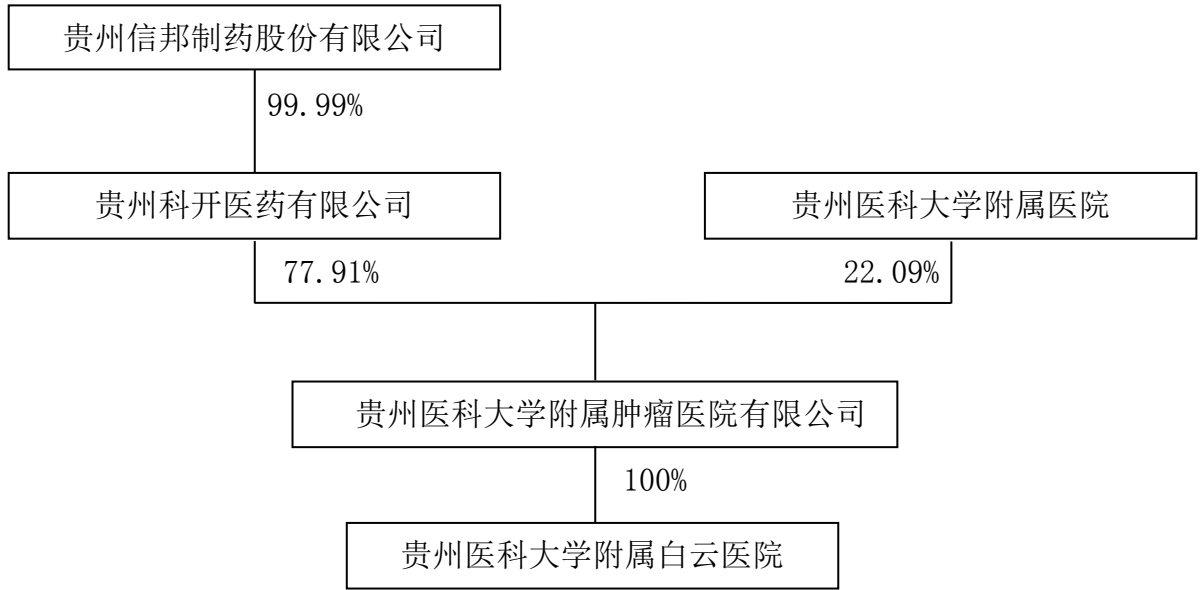 贵州信邦制药股份有限公司
99.99%
贵州科开医药有限公司
贵州医科大学附属医院
77.91%
22.09%
贵州医科大学附属肿瘤医院有限公司
100%
贵州医科大学附属白云医院